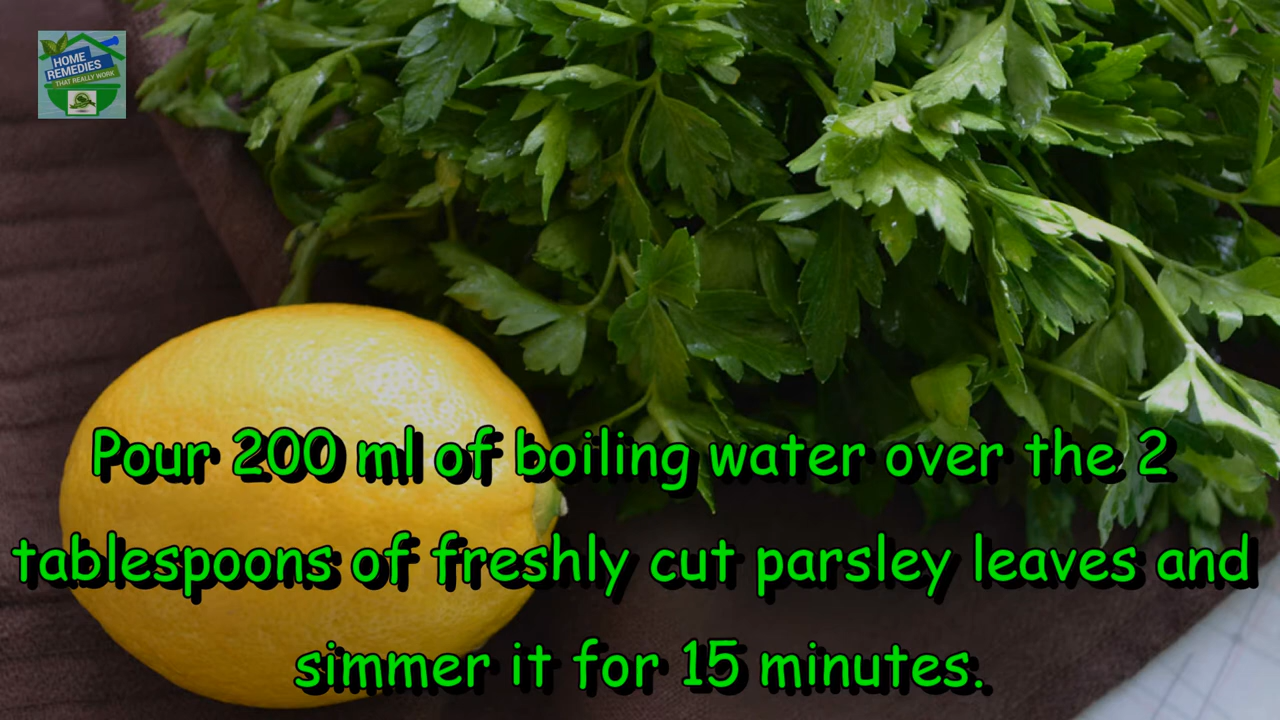 HOME
REMEDIES
THAT REALLY WORK
Pour 200 ml of boiling water over the 2
tablespoons of freshly cut parsley leaves and
simmer it for 15 minutes.